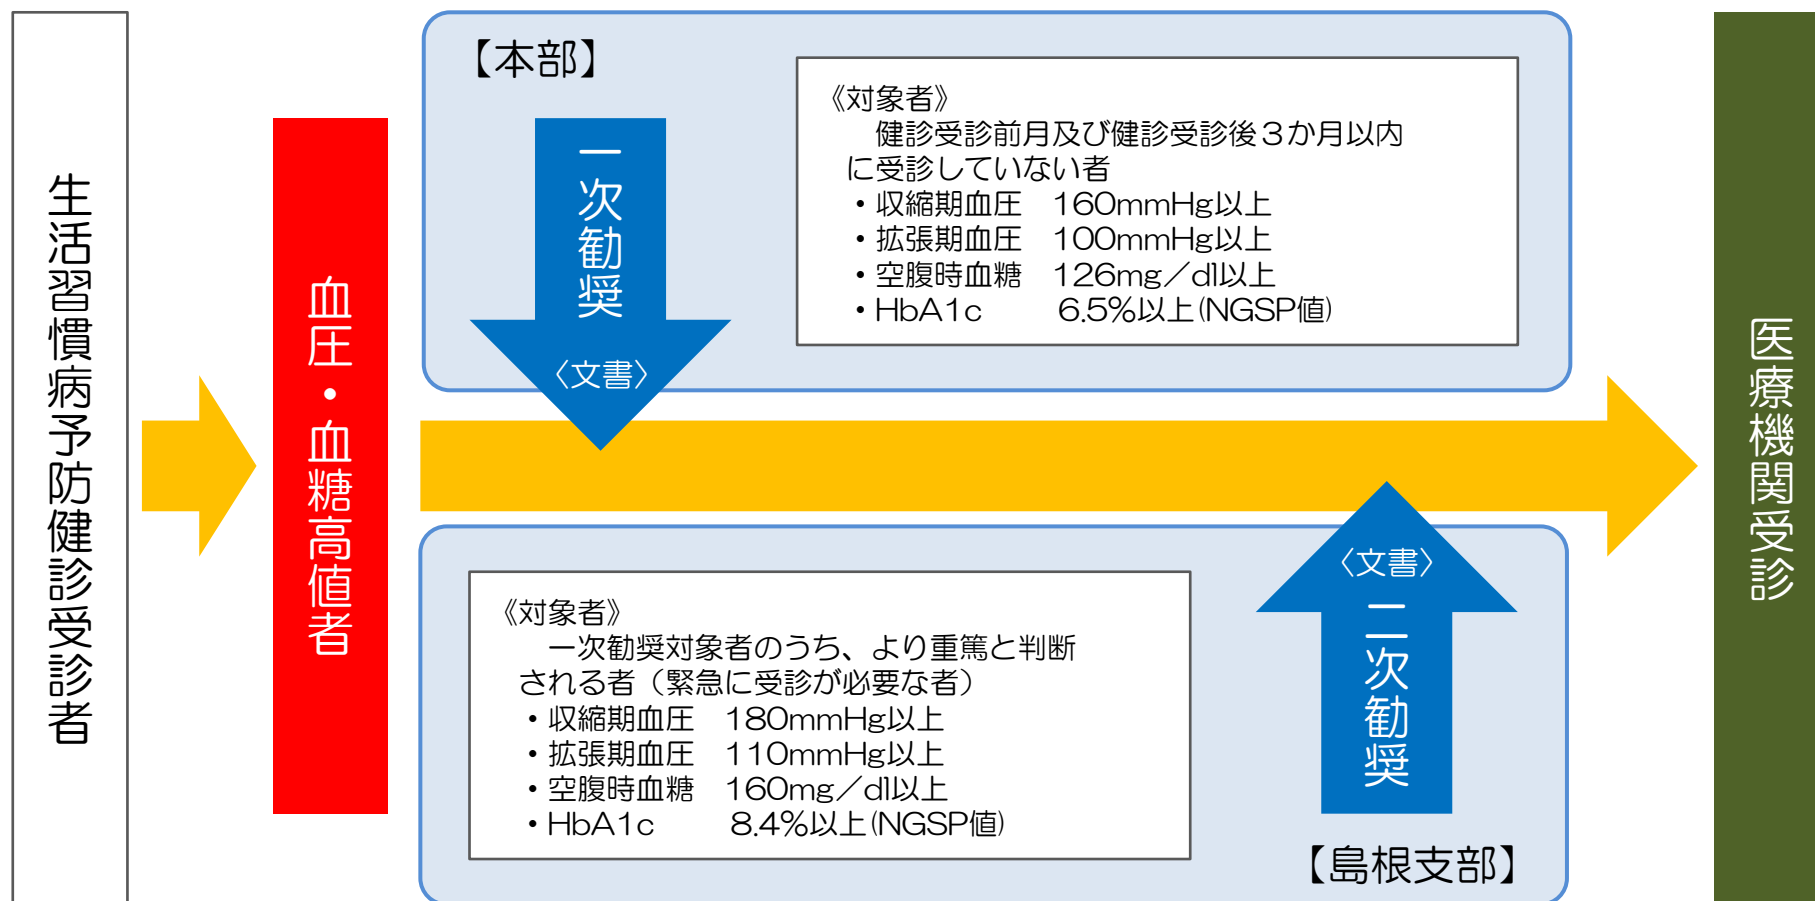 生活習慣病予防健診受診者
血圧・血糖高値者
【本部】
一次勧奨
〈文書〉
《対象者》
健診受診前月及び健診受診後３か月以内
に受診していない者
・収縮期血圧　160mmHg以上
・拡張期血圧　100mmHg以上
・空腹時血糖　126mg／dl以上
・HbA1c　　　6.5%以上(NGSP値)
《対象者》
一次勧奨対象者のうち、より重篤と判断
される者（緊急に受診が必要な者）
・収縮期血圧　180mmHg以上
・拡張期血圧　110mmHg以上
・空腹時血糖　160mg／dl以上
・HbA1c　　　8.4%以上(NGSP値)
〈文書〉
二次勧奨
【島根支部】
医療機関受診